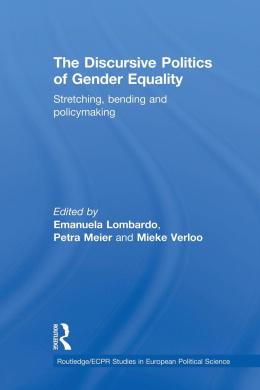 The Discursive Politics
of Gender Equality
Stretching, bending and
policymaking
Edited by
Emanuela Lombardo,
Petra Meier and Mieke Verloo
ROUTLEDGE
Routledge/ECPR Studies in European Political Science